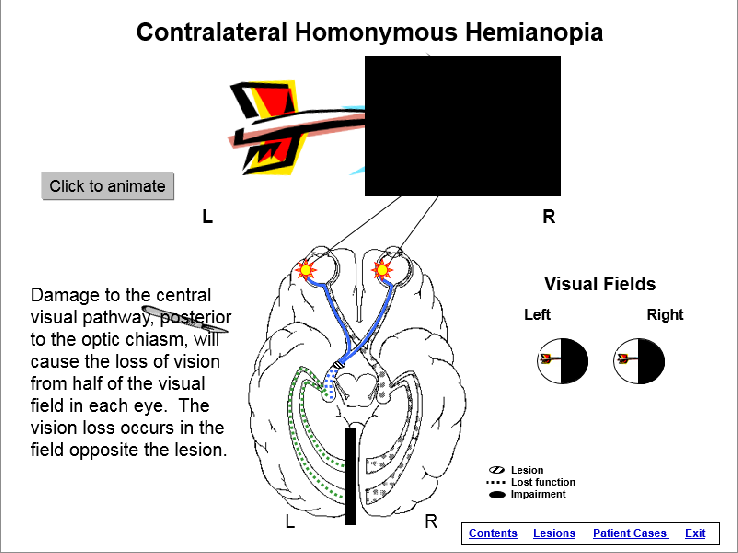 Contralateral Homonymous Hemianopia
Click to animate
L
R
Damage to the central
visual pathway, posterior
to the optic chiasm, will
cause the loss of vision
from half of the visual
field in each eye.  The
vision loss occurs in the
field opposite the lesion.
Visual Fields
Left Right
Lesion
Lost function
Impairment
L
R
Contents Lesions Patient Cases Exit